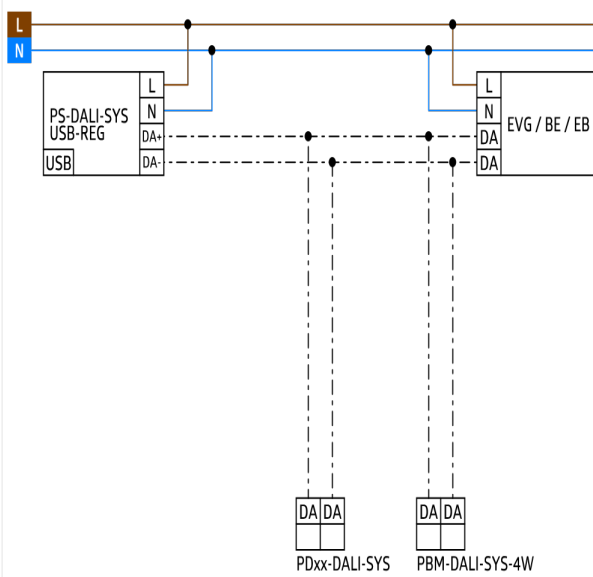 L
N
PS-DALI-SYS
USB-REG
USB
L
N
DA+
DA-
L
N
DA
DA
EVG / BE / EB
DA DA
DA DA
PDxx-DALI-SYS
PBM-DALI-SYS-4W